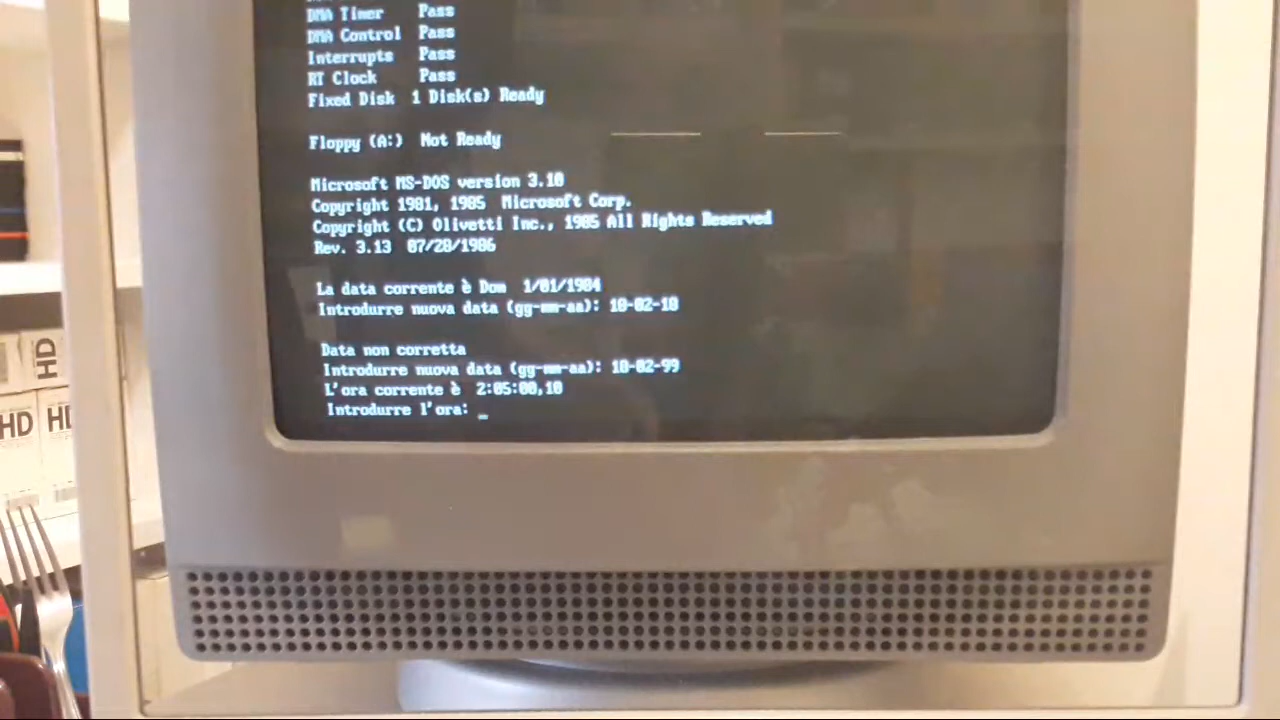 DMA Timer Pass
DMA Control Pass
Interrupts Pass
RT Clock Pass
Fixed Disk 1 Disk(s) Ready
Floppy (A:) Not Ready
Microsoft MS-DOS version 3.10
Copyright 1981, 1985 Microsoft Corp.
Copyright (C) Olivetti Inc., 1985 All Rights Reserved
Rev. 3.13 07/28/1986
La data corrente è Dom 1/01/1984
Introdurre nuova data (gg-mm-aa): 18-02-18
Data non corretta
Introdurre nuova data (gg-mm-aa): 18-02-99
L'ora corrente è 2:05:00,18
Introdurre l'ora: _
HD
HD
HD